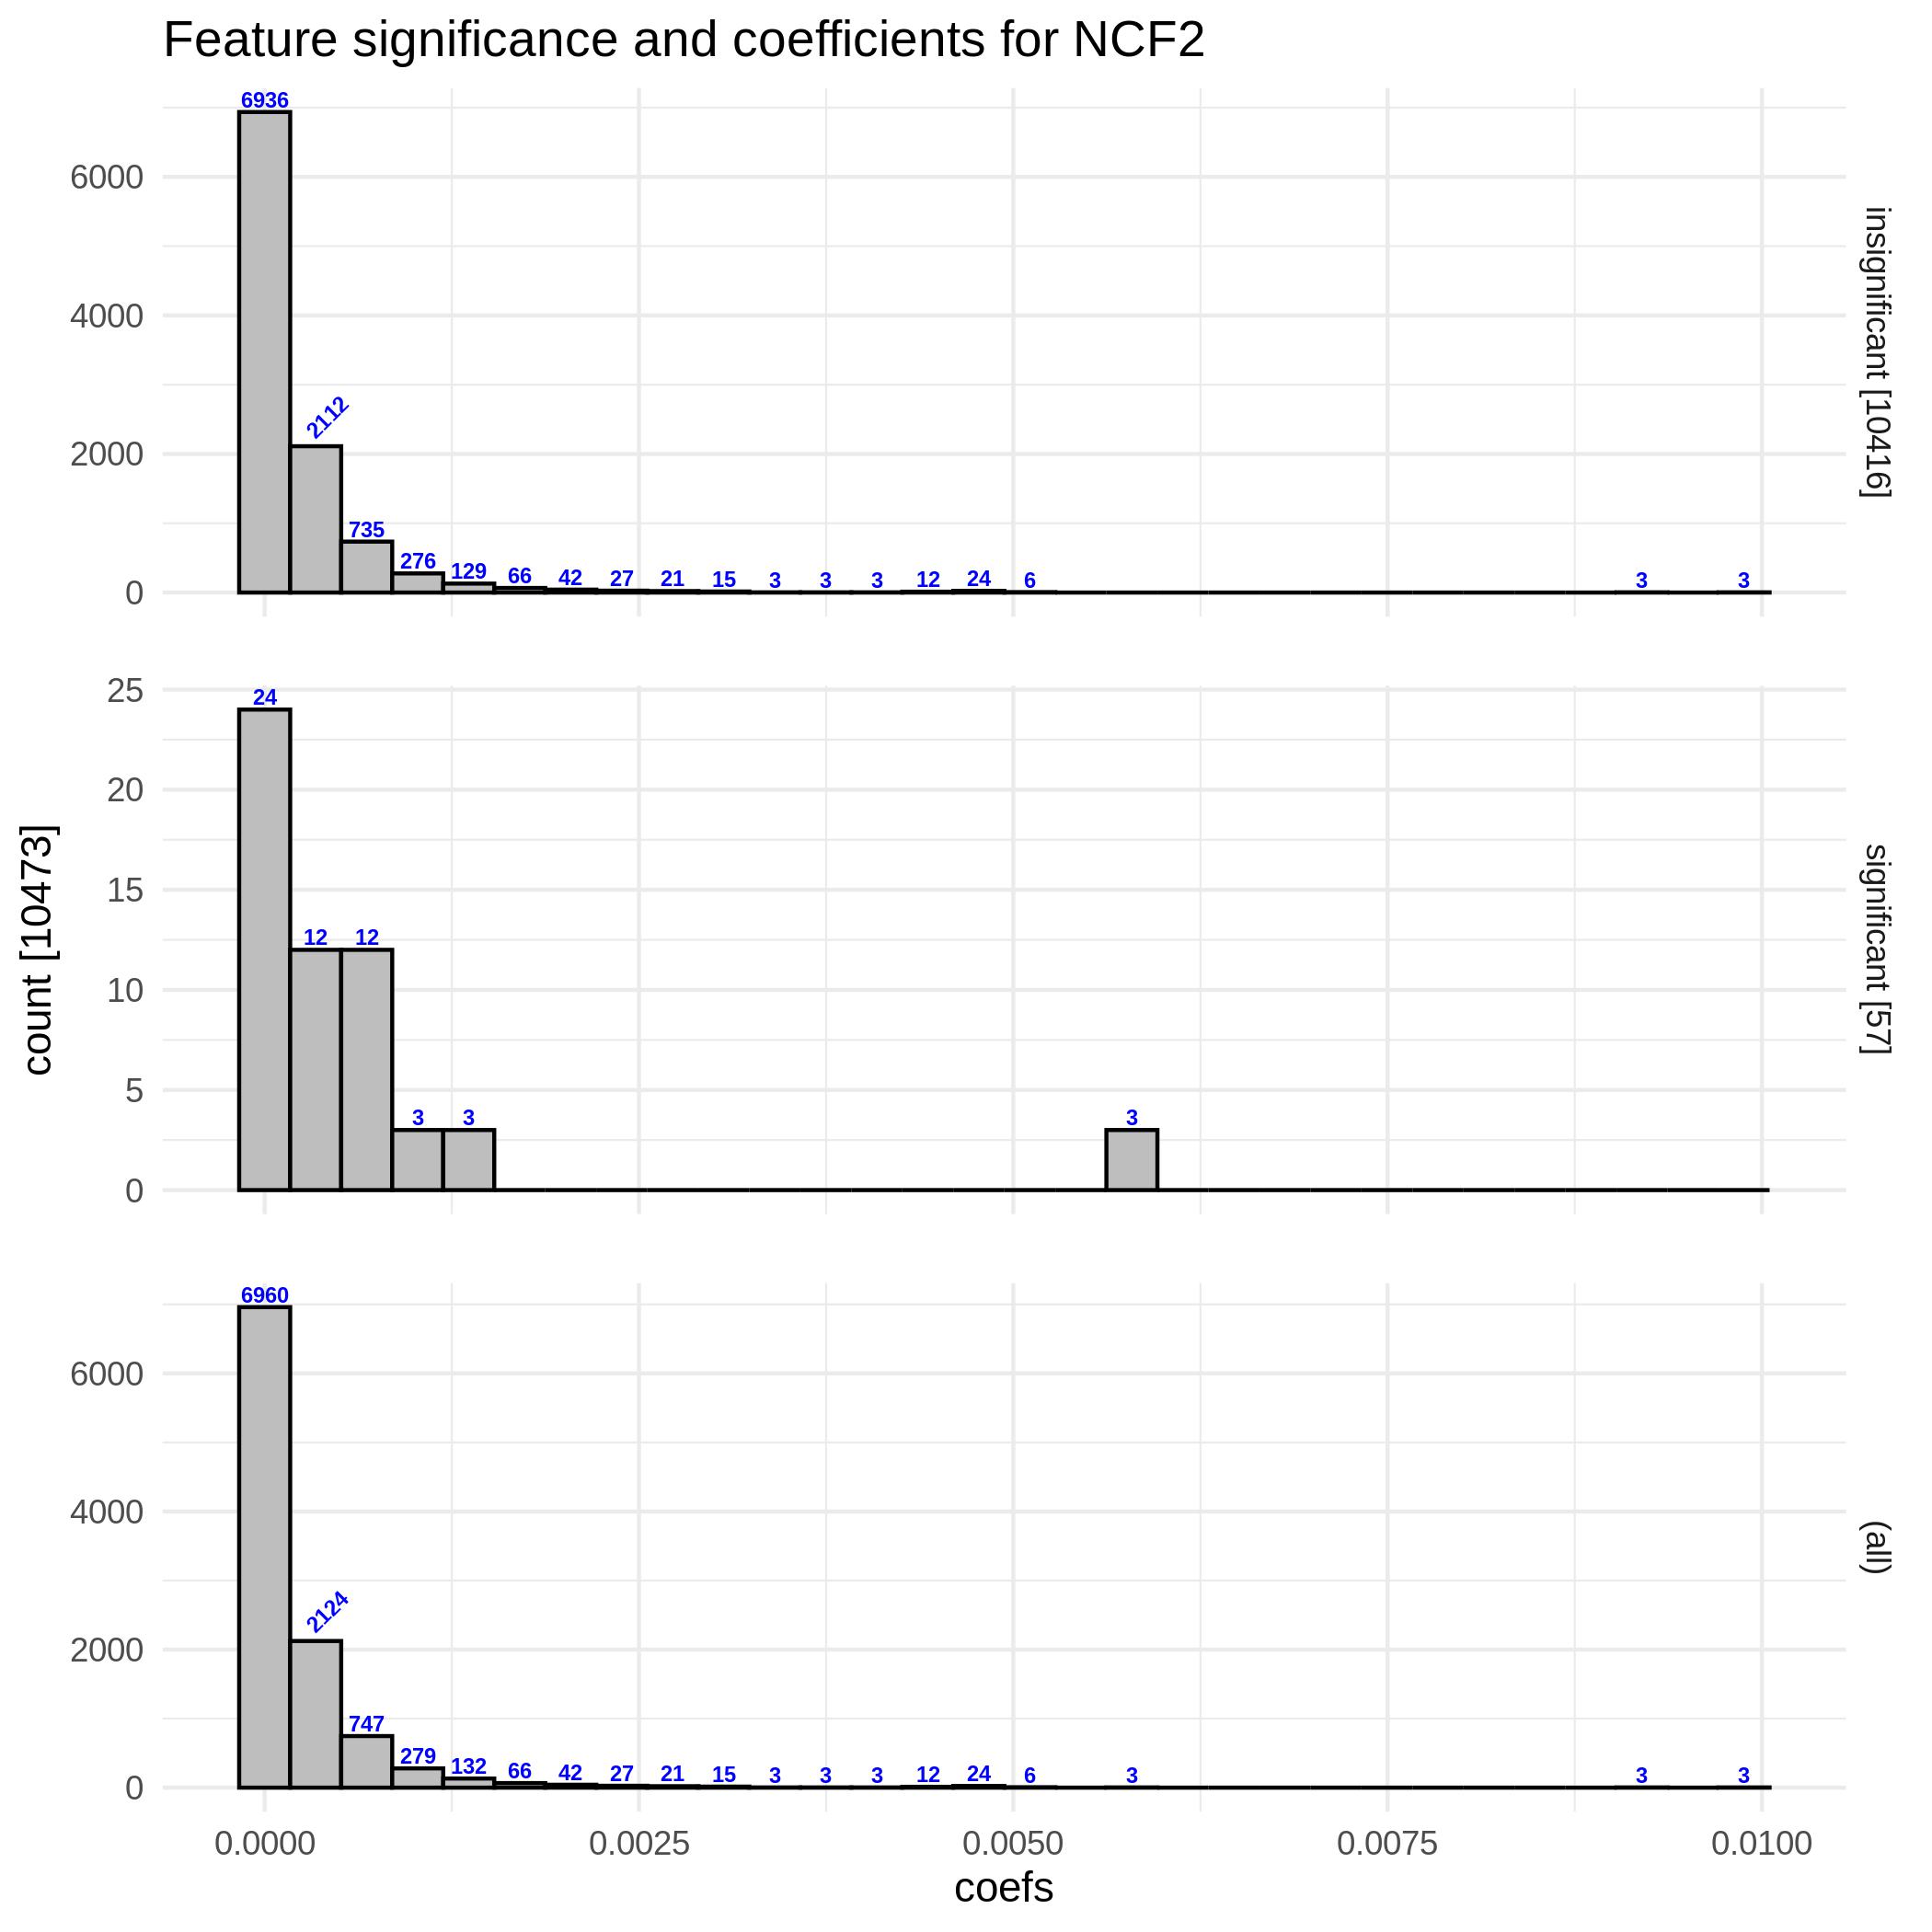 Feature significance and coefficients for NCF2
6936
6000
4000
2112
2000
735
276 129 66 42 27 21 15 3 3 3 12 24 6 3 3
0
insignificant [10416]
count [10473]
25
24
20
15
12 12
10
5
3 3 3
0
significant [57]
6960
6000
4000
2124
2000
747
279 132 66 42 27 21 15 3 3 3 12 24 6 3 3 3
0
(all)
0.0000 0.0025 0.0050 0.0075 0.0100
coefs